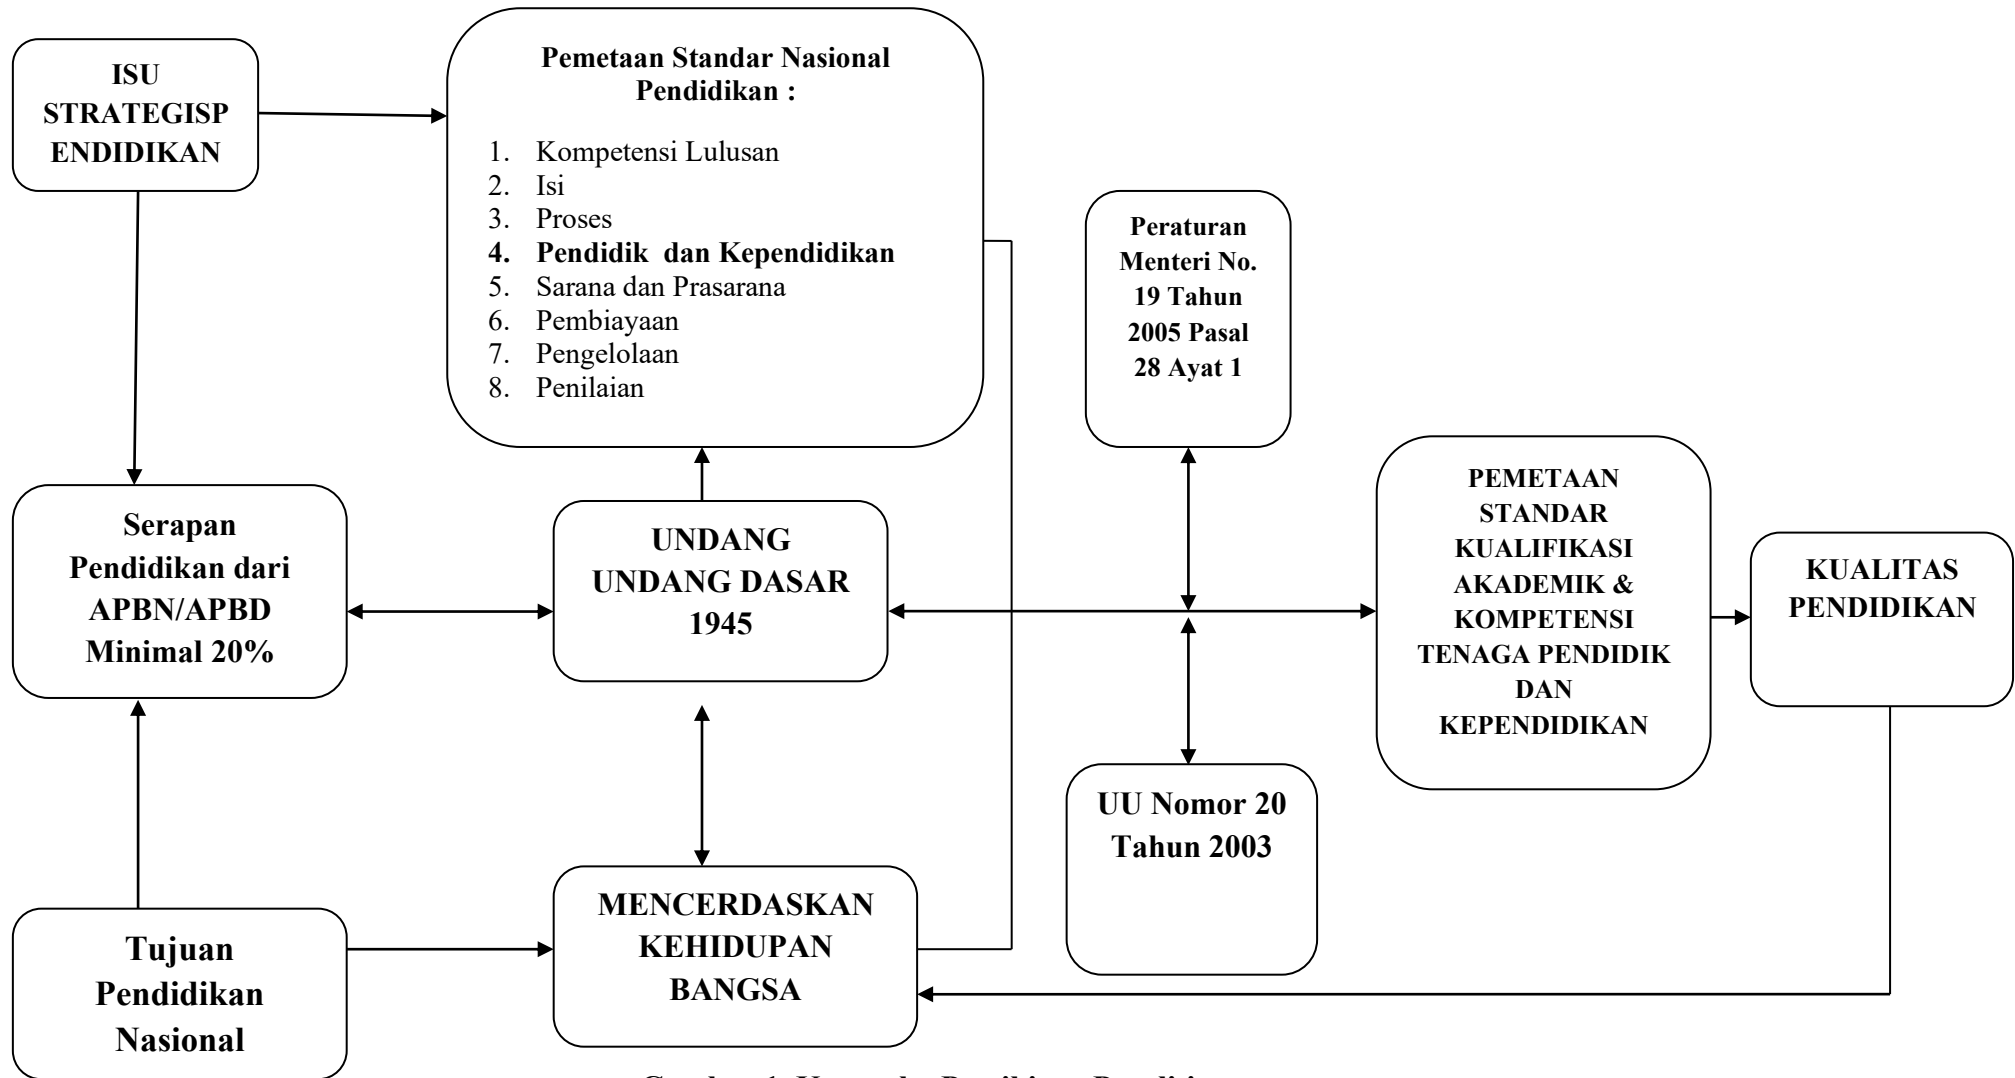 ISU
STRATEGISP
ENDIDIKAN
Pemetaan Standar Nasional
Pendidikan :
1. Kompetensi Lulusan
2. Isi
3. Proses
4. Pendidik dan Kependidikan
5. Sarana dan Prasarana
6. Pembiayaan
7. Pengelolaan
8. Penilaian
Peraturan
Menteri No.
19 Tahun
2005 Pasal
28 Ayat 1
Serapan
Pendidikan dari
APBN/APBD
Minimal 20%
UNDANG
UNDANG DASAR
1945
PEMETAAN
STANDAR
KUALIFIKASI
AKADEMIK &
KOMPETENSI
TENAGA PENDIDIK
DAN
KEPENDIDIKAN
KUALITAS
PENDIDIKAN
UU Nomor 20
Tahun 2003
Tujuan
Pendidikan
Nasional
MENCERDASKAN
KEHIDUPAN
BANGSA